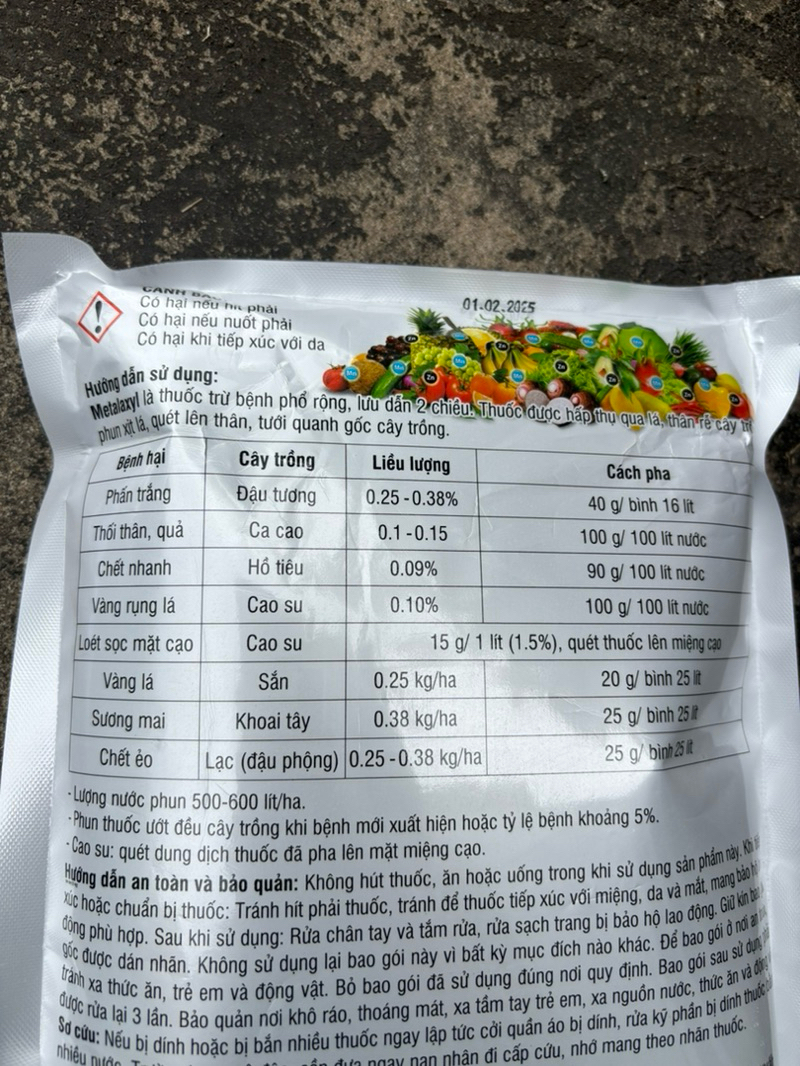 Có hại nếu hít phải
01.02.2025
Có hại nếu nuốt phải
Có hại khi tiếp xúc với da
Hướng dẫn sử dụng:
Metalaxyl là thuốc trừ bệnh phổ rộng, lưu dẫn 2 chiều. Thuốc được hấp thụ qua lá, thân rễ cây
phun xịt lá, quét lên thân, tưới quanh gốc cây trồng.
Bệnh hại Cây trồng Liều lượng Cách pha
Phấn trắng Đậu tương 0.25 - 0.38% 40 g/ bình 16 lít
Thối thân, quả Ca cao 0.1 - 0.15 100 g/ 100 lít nước
Chết nhanh Hồ tiêu 0.09% 90 g/ 100 lít nước
Vàng rụng lá Cao su 0.10% 100 g/ 100 lít nước
Loét sọc mặt cạo Cao su 15 g/ 1 lít (1.5%), quét thuốc lên miệng cạo
Vàng lá Sắn 0.25 kg/ha 20 g/ bình 25 lít
Sương mai Khoai tây 0.38 kg/ha 25 g/ bình 25 lít
Chết ẻo Lạc (đậu phộng) 0.25 - 0.38 kg/ha 25 g/ bình 25 lít
- Lượng nước phun 500-600 lít/ha.
- Phun thuốc ướt đều cây trồng khi bệnh mới xuất hiện hoặc tỷ lệ bệnh khoảng 5%.
- Cao su: quét dung dịch thuốc đã pha lên mặt miệng cạo.
Hướng dẫn an toàn và bảo quản: Không hút thuốc, ăn hoặc uống trong khi sử dụng sản phẩm này. Khi
xúc hoặc chuẩn bị thuốc: Tránh hít phải thuốc, tránh để thuốc tiếp xúc với miệng, da và mắt, mang bảo hộ
động phù hợp. Sau khi sử dụng: Rửa chân tay và tắm rửa, rửa sạch trang bị bảo hộ lao động. Giữ kín bao
gốc được dán nhãn. Không sử dụng lại bao gói này vì bất kỳ mục đích nào khác. Để bao gói ở nơi an
tránh xa thức ăn, trẻ em và động vật. Bỏ bao gói đã sử dụng đúng nơi quy định. Bao gói sau sử dụng
được rửa lại 3 lần. Bảo quản nơi khô ráo, thoáng mát, xa tầm tay trẻ em, xa nguồn nước, thức ăn và động
Sơ cứu: Nếu bị dính hoặc bị bắn nhiều thuốc ngay lập tức cởi quần áo bị dính, rửa kỹ phần bị dính thuốc
nhiều nước. đưa ngay nạn nhân đi cấp cứu, nhớ mang theo nhãn thuốc.